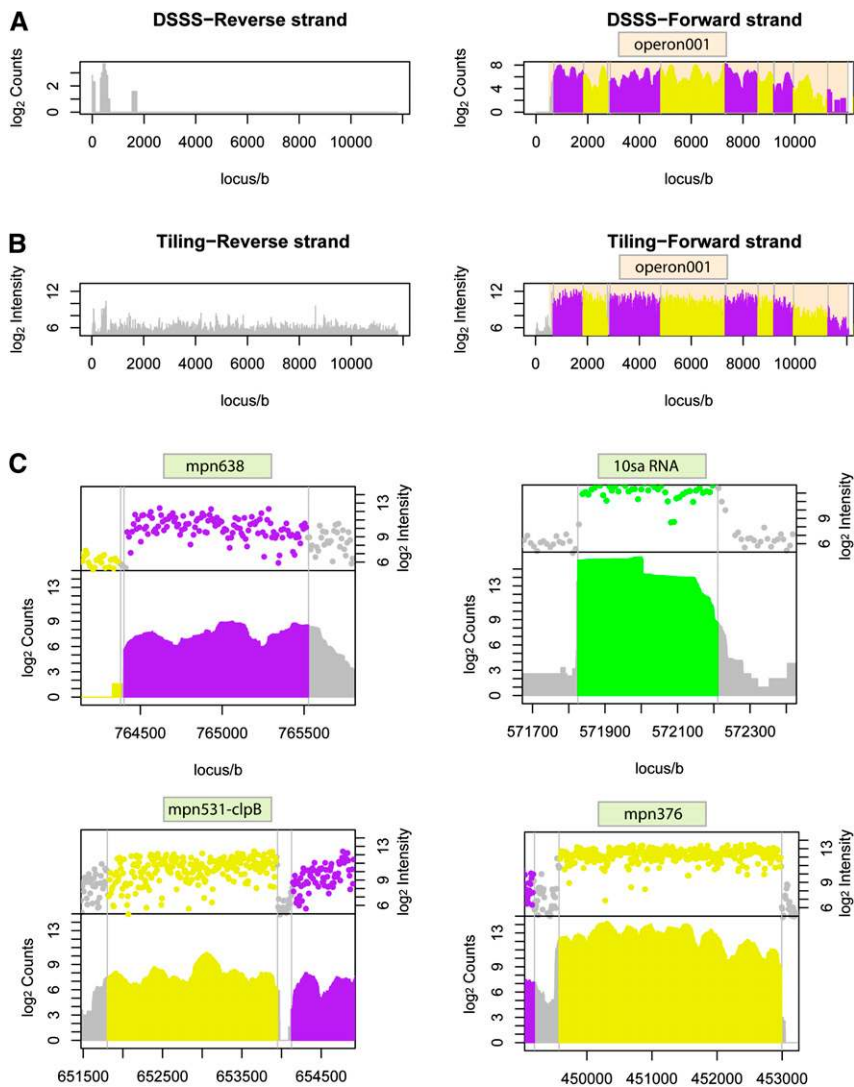 A
DSSS−Reverse strand
DSSS−Forward strand
operon001
log2 Counts
0 2
0 2000 4000 6000 8000 10000
locus/b
log2 Counts
0 4 8
0 2000 4000 6000 8000 10000
locus/b
B
Tiling−Reverse strand
Tiling−Forward strand
operon001
log2 Intensity
6 12
0 2000 4000 6000 8000 10000
locus/b
log2 Intensity
6 12
0 2000 4000 6000 8000 10000
locus/b
C
mpn638
13
9
6
log2 Intensity
13
9
6
3
0
log2 Counts
764500 765000 765500
locus/b
10sa RNA
9
6
log2 Intensity
13
9
6
3
0
log2 Counts
571700 571900 572100 572300
locus/b
mpn531-clpB
13
9
6
log2 Intensity
13
9
6
3
0
log2 Counts
651500 652500 653500 654500
mpn376
13
9
6
log2 Intensity
13
9
6
3
0
log2 Counts
450000 451000 452000 453000